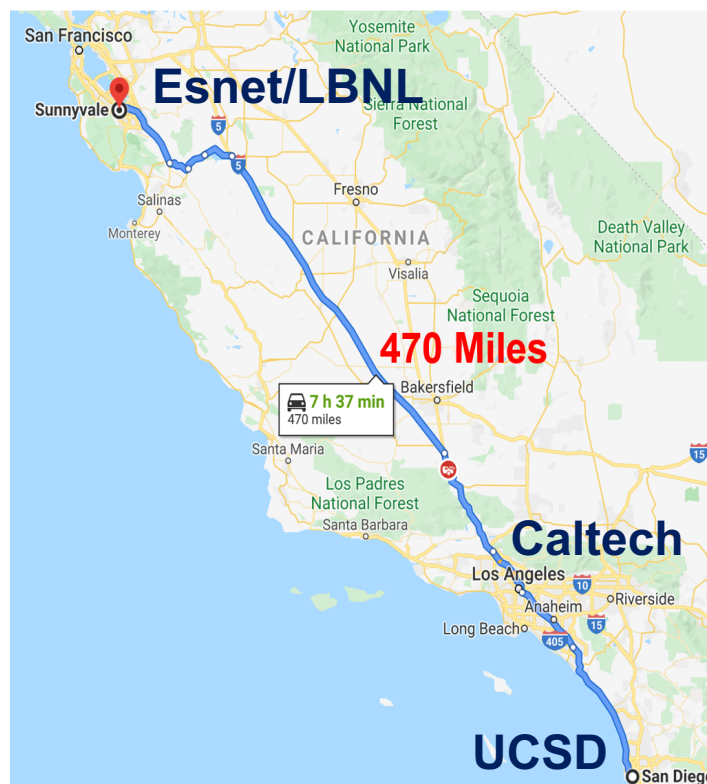 Yosemite
National Park
San Francisco
Esnet/LBNL
Sunnyvale
Sierra National
Forest
5
5
Fresno
Salinas
Monterey
CALIFORNIA
Death Valley
National Park
Visalia
Sequoia
National Forest
470 Miles
Bakersfield
7 h 37 min
470 miles
Santa Maria
15
Los Padres
National Forest
Santa Barbara
Caltech
Los Angeles
10
Riverside
Anaheim
Long Beach
15
405
UCSD
San Diego